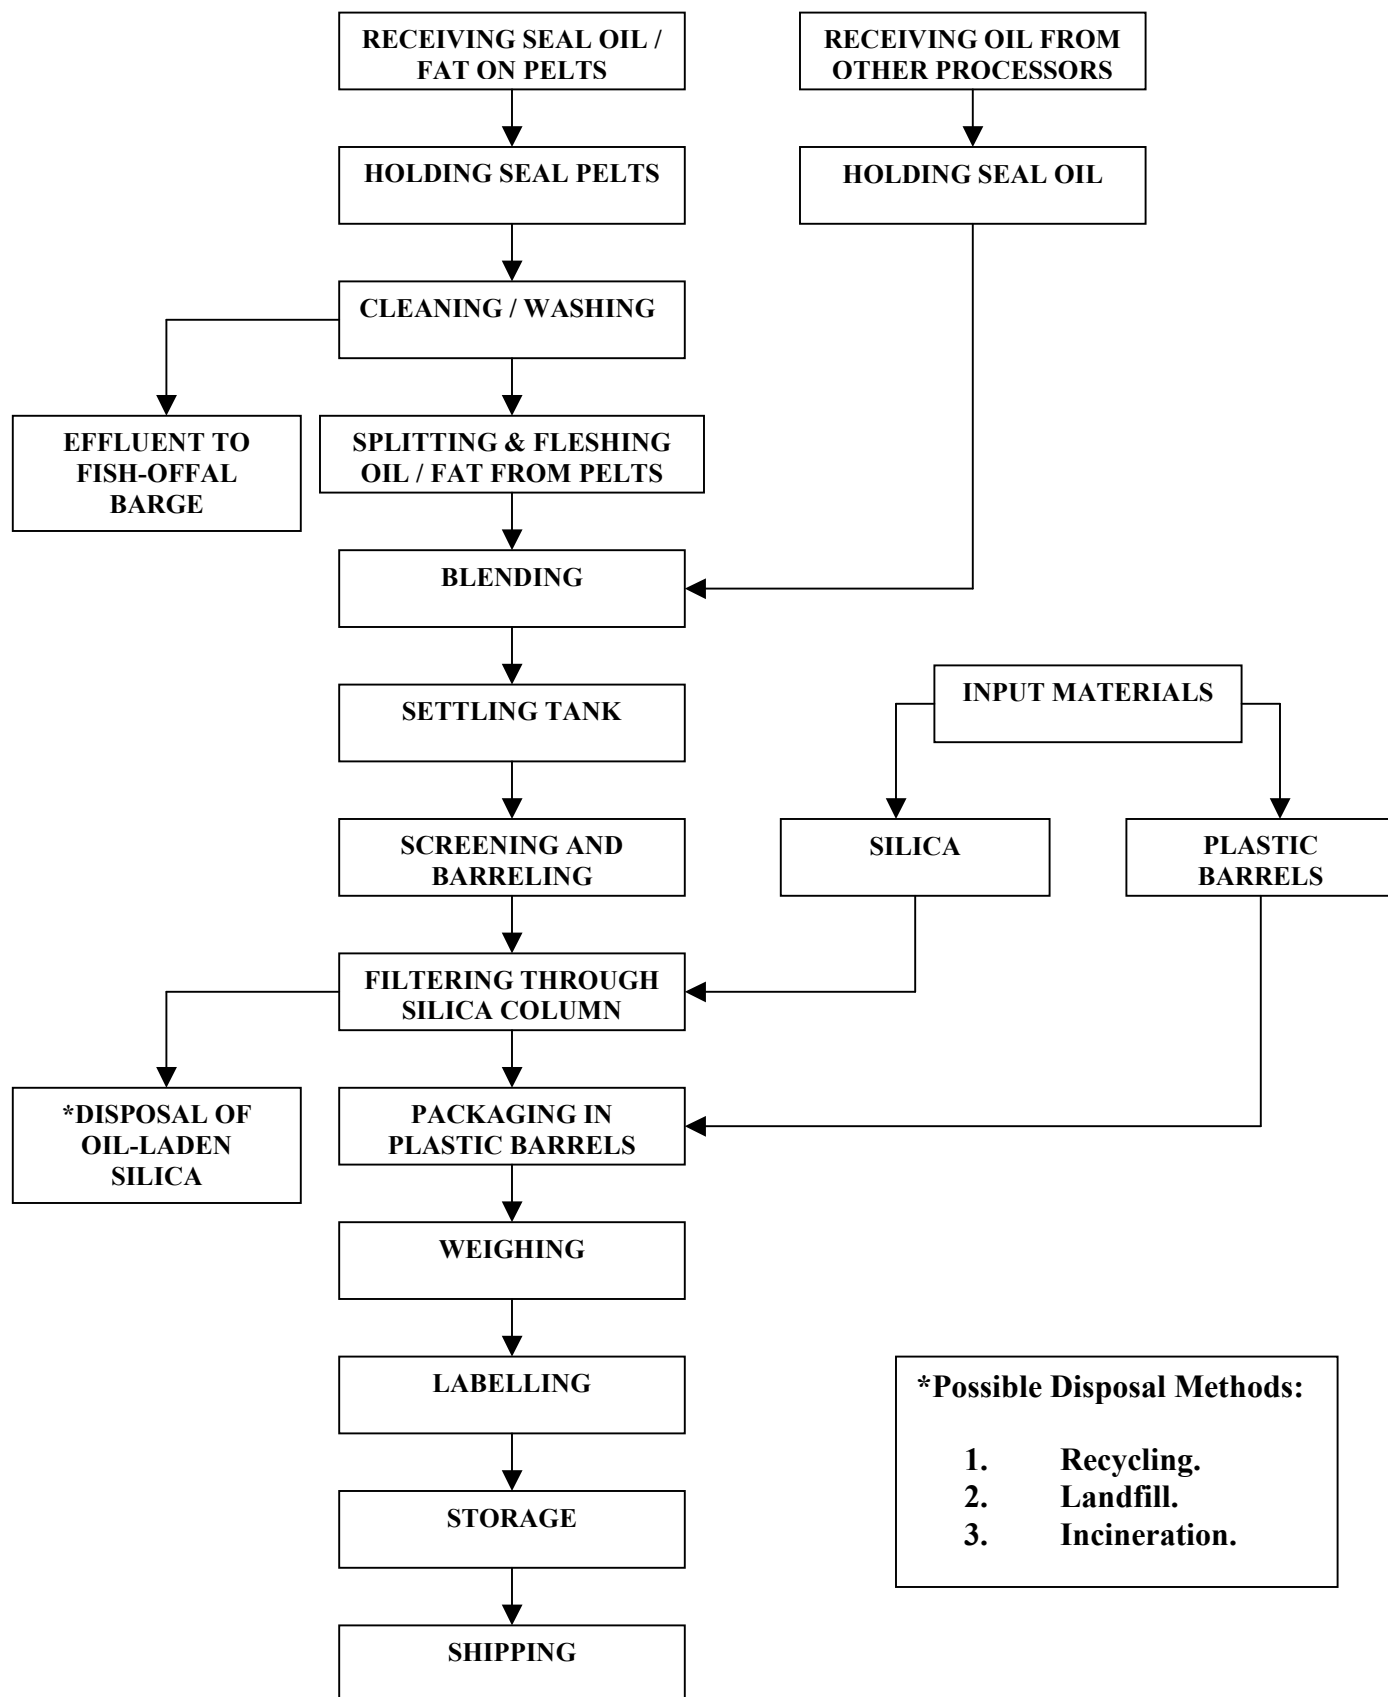 RECEIVING SEAL OIL /
FAT ON PELTS
RECEIVING OIL FROM
OTHER PROCESSORS
HOLDING SEAL PELTS
HOLDING SEAL OIL
CLEANING / WASHING
EFFLUENT TO
FISH-OFFAL
BARGE
SPLITTING & FLESHING
OIL / FAT FROM PELTS
BLENDING
SETTLING TANK
INPUT MATERIALS
SCREENING AND
BARRELING
SILICA
PLASTIC
BARRELS
FILTERING THROUGH
SILICA COLUMN
*DISPOSAL OF
OIL-LADEN
SILICA
PACKAGING IN
PLASTIC BARRELS
WEIGHING
LABELLING
STORAGE
SHIPPING
*Possible Disposal Methods:
1. Recycling.
2. Landfill.
3. Incineration.